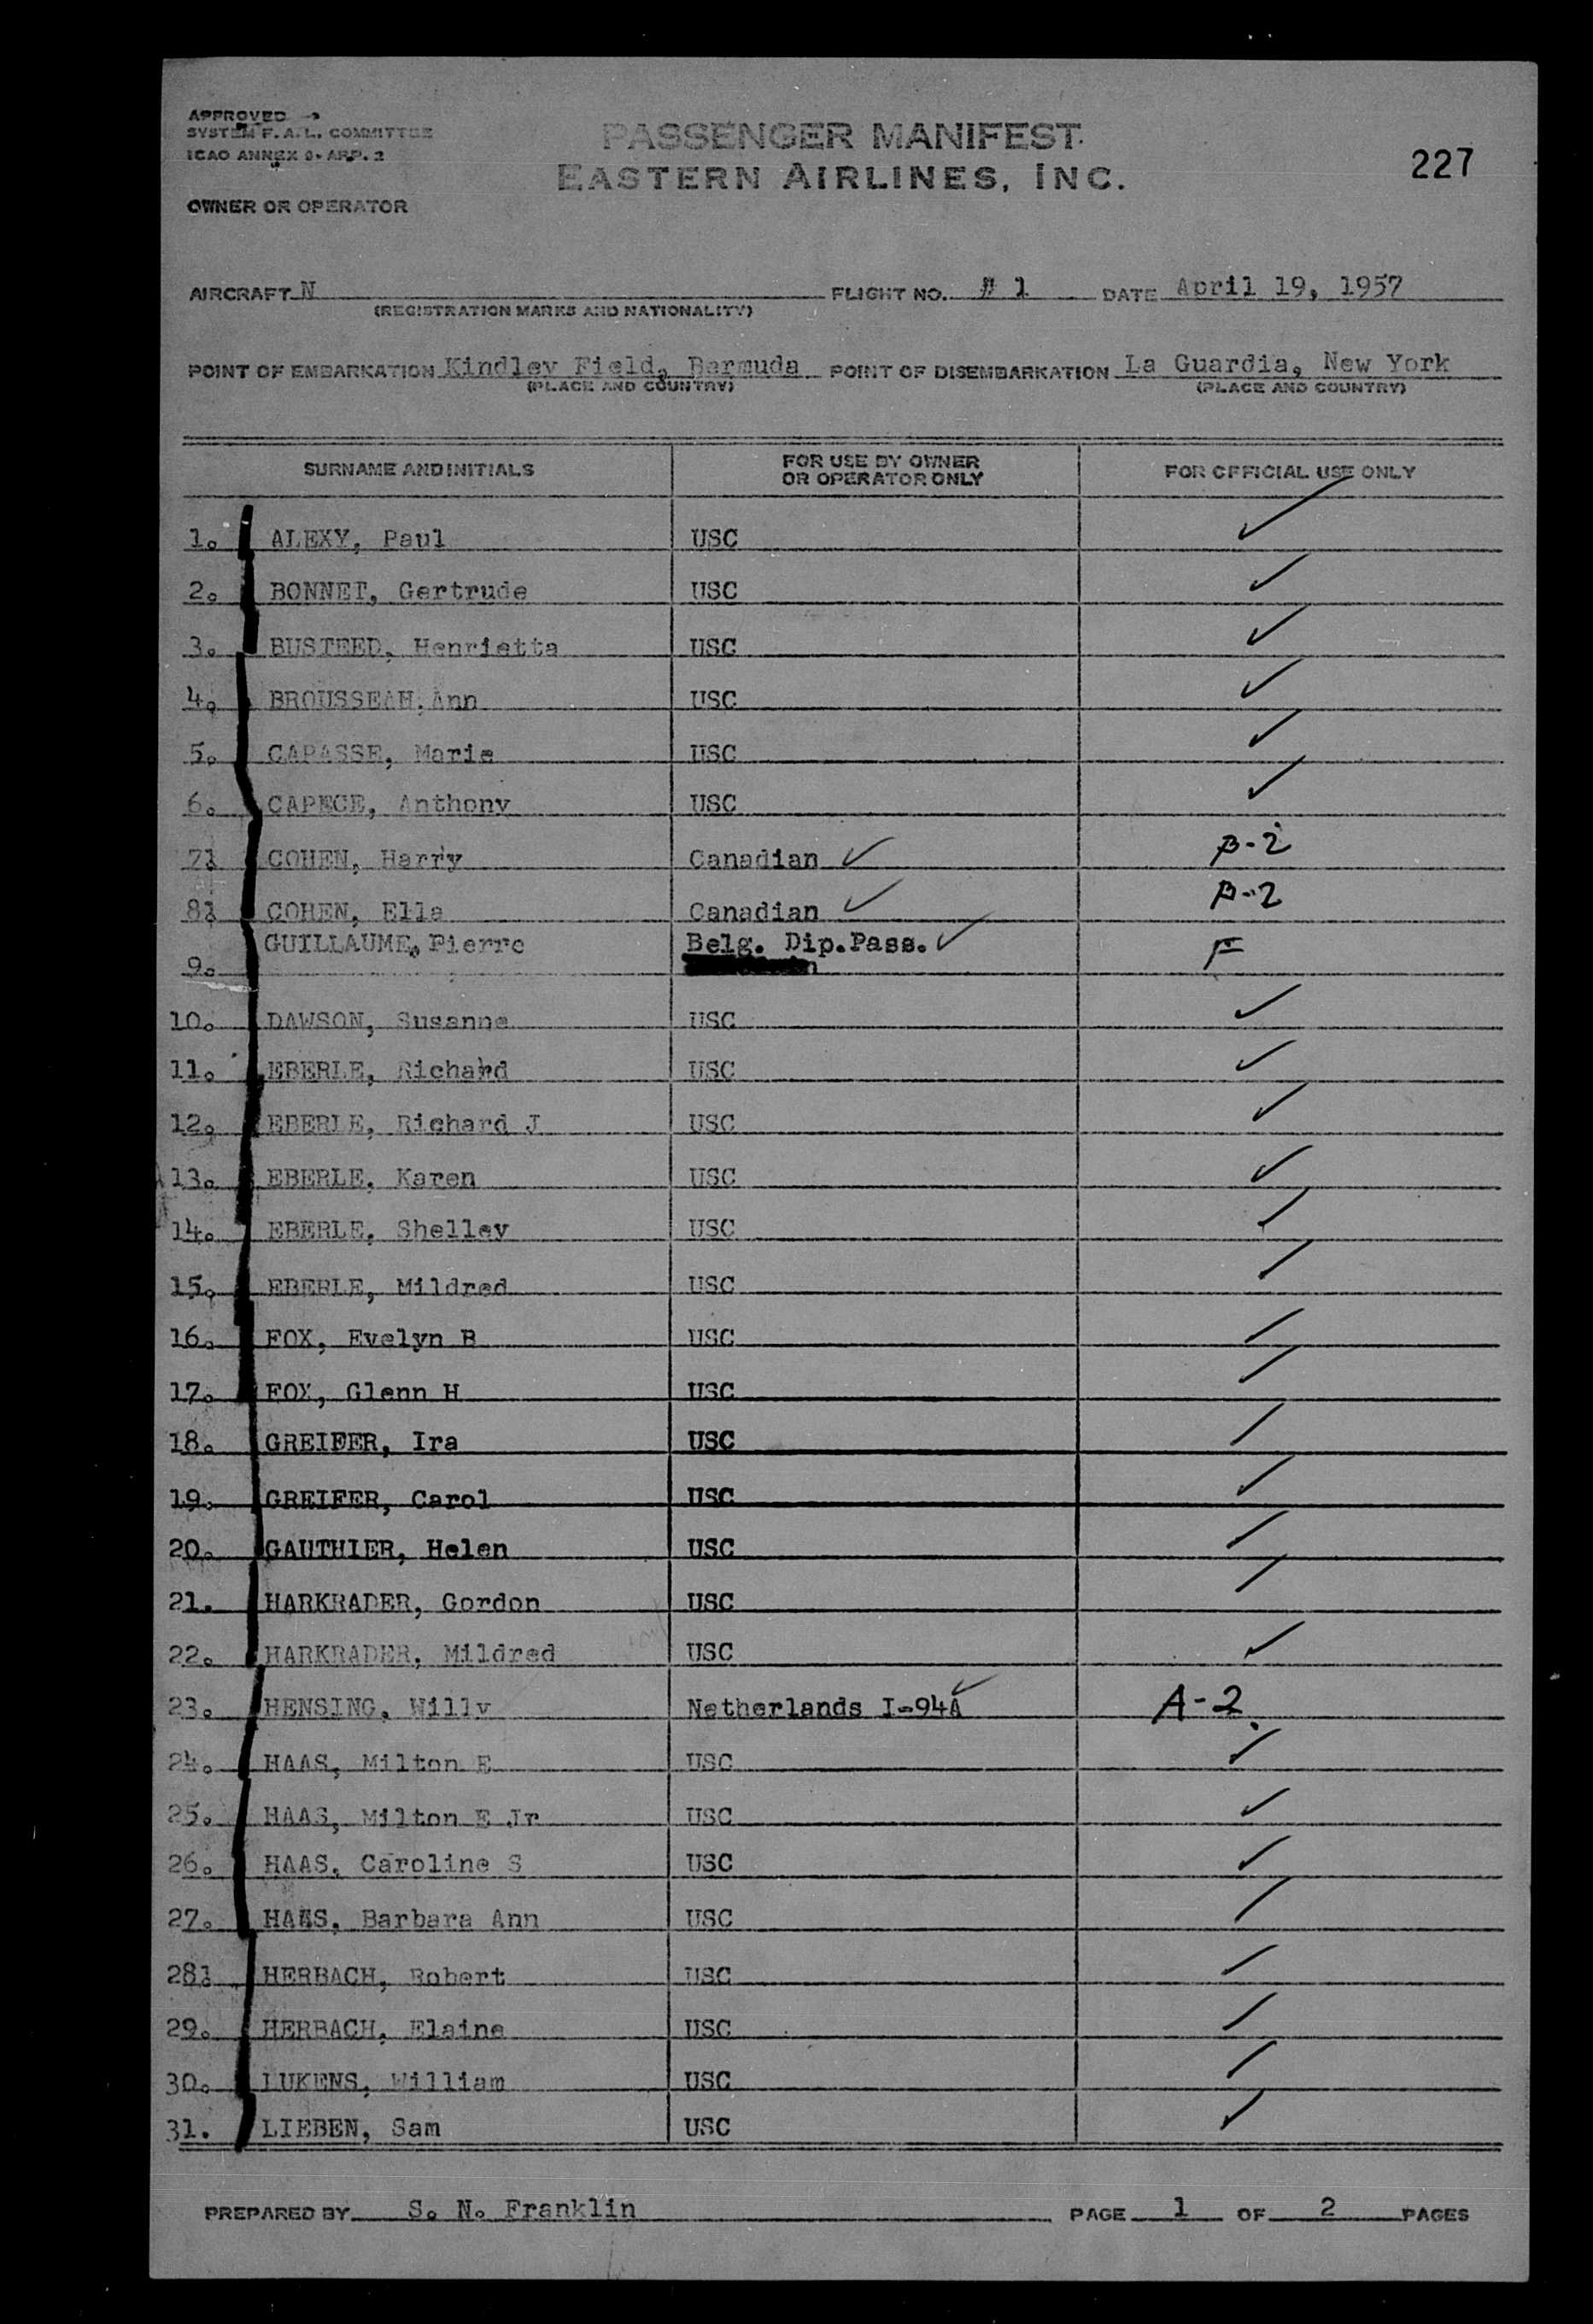 APPROVED
SYSTEM F. A. L. COMMITTEE
ICAO ANNEX 9- APP. 2
PASSENGER MANIFEST
EASTERN AIRLINES, INC.
227
OWNER OR OPERATOR
AIRCRAFT N FLIGHT NO. # 1 DATE April 19, 1957
(REGISTRATION MARKS AND NATIONALITY)
POINT OF EMBARKATION Kindley Field, Bermuda POINT OF DISEMBARKATION La Guardia, New York
(PLACE AND COUNTRY) (PLACE AND COUNTRY)
SURNAME AND INITIALS FOR USE BY OWNER OR OPERATOR ONLY FOR OFFICIAL USE ONLY
1. ALEXY, Paul USC ✓
2. BONNET, Gertrude USC ✓
3. BUSTEED, Henrietta USC ✓
4. Ann USC ✓
5. CAPASSE, Marie USC ✓
6. CAPECE, Anthony USC ✓
7 COHEN, Harry Canadian ✓ B-2
8 COHEN, Ella Canadian ✓ B-2
9. GUILLAUME, Pierre Belg. Dip.Pass. ✓ F
10. DAWSON, Susanne USC ✓
11. EBERLE, Richard USC ✓
12. EBERLE, Richard J USC ✓
13. EBERLE, Karen USC ✓
14. EBERLE, Shelley USC ✓
15. EBERLE, Mildred USC ✓
16. FOX, Evelyn B USC ✓
17. FOX, Glenn H USC ✓
18. GREIFER, Ira USC ✓
19. GREIFER, Carol USC ✓
20. GAUTHIER, Helen USC ✓
21. HARKRADER, Gordon USC ✓
22. HARKRADER, Mildred USC ✓
23. HENSING, Willy Netherlands I-94A ✓ A-2
24. HAAS, Milton E USC ✓
25. HAAS, Milton E Jr USC ✓
26. HAAS, Caroline S USC ✓
27. HAAS, Barbara Ann USC ✓
28 HERBACH, Robert USC ✓
29. HERBACH, Elaine USC ✓
30. LUKENS, William USC ✓
31. LIEBEN, Sam USC ✓
PREPARED BY S. N. Franklin PAGE 1 OF 2 PAGES